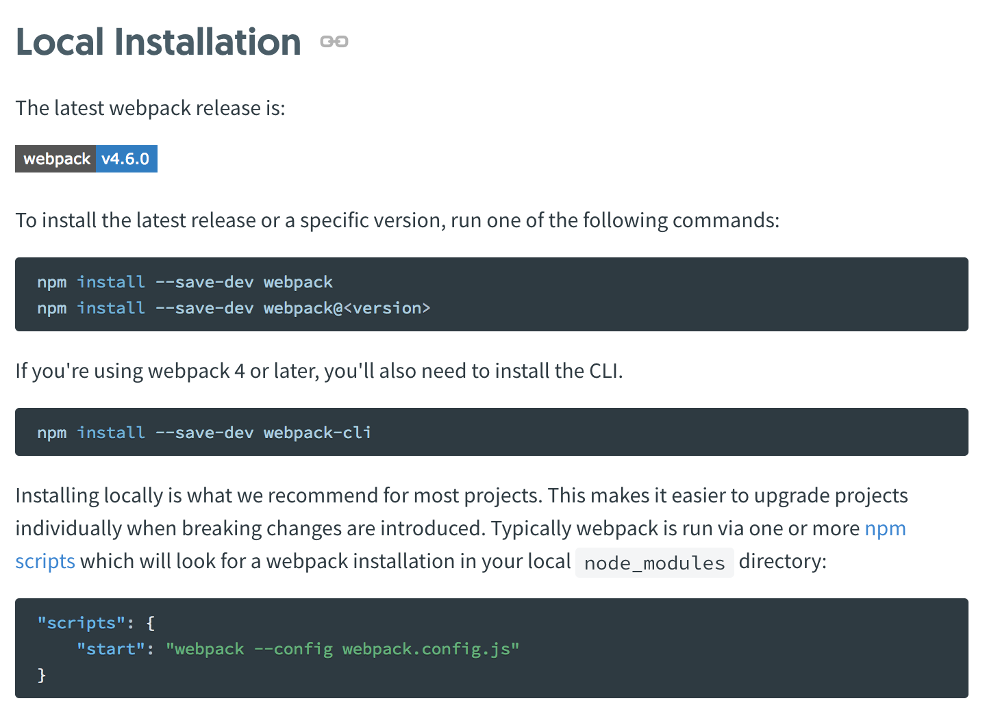 Local Installation
The latest webpack release is:
webpack v4.6.0
To install the latest release or a specific version, run one of the following commands:
npm install --save-dev webpack
npm install --save-dev webpack@<version>
If you're using webpack 4 or later, you'll also need to install the CLI.
npm install --save-dev webpack-cli
Installing locally is what we recommend for most projects. This makes it easier to upgrade projects
individually when breaking changes are introduced. Typically webpack is run via one or more npm
scripts which will look for a webpack installation in your local node_modules directory:
"scripts": {
    "start": "webpack --config webpack.config.js"
}